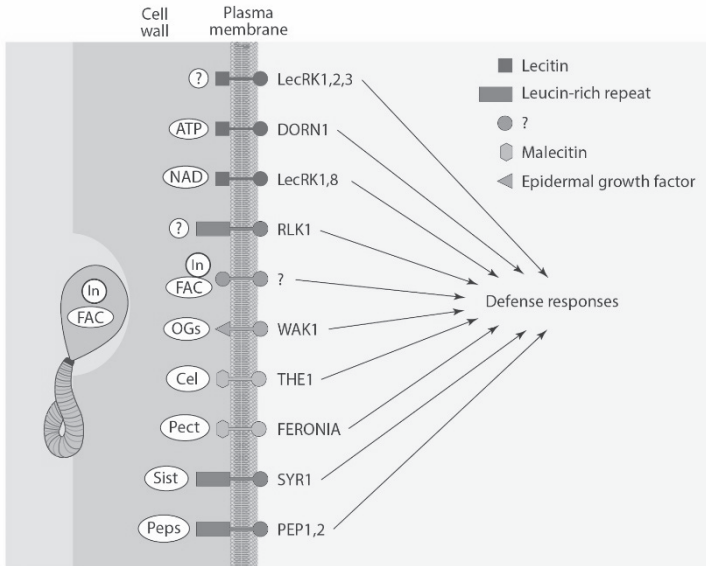 Cell
wall
Plasma
membrane
? LecRK1,2,3
ATP DORN1
NAD LecRK1,8
? RLK1
In
FAC ?
OGs WAK1
Cel THE1
Pect FERONIA
Sist SYR1
Peps PEP1,2
In
FAC
Defense responses
Lecitin
Leucin-rich repeat
?
Malecitin
Epidermal growth factor